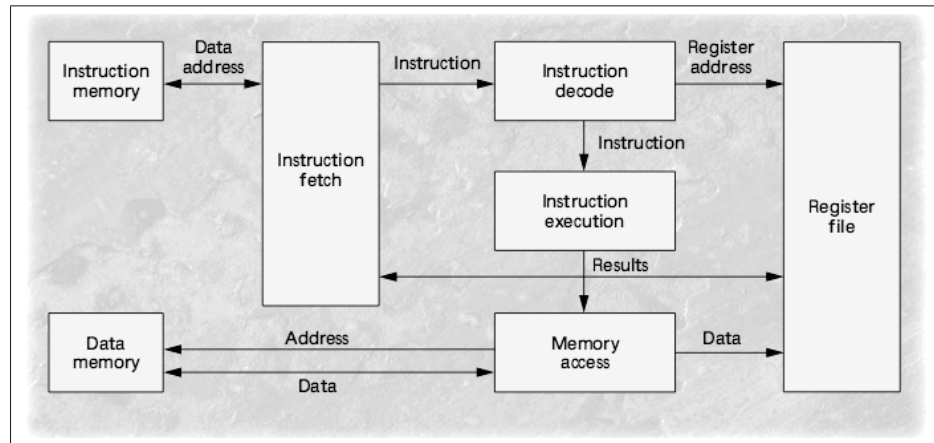 Instruction
memory
Data
address
Instruction
fetch
Instruction
Instruction
decode
Register
address
Register
file
Instruction
Instruction
execution
Results
Data
memory
Address
Data
Memory
access
Data